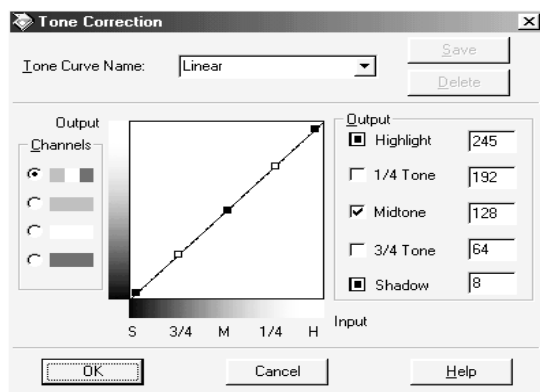 Tone Correction
Tone Curve Name: Linear
Save
Delete
Output
Channels
S 3/4 M 1/4 H
Input
Output
Highlight 245
1/4 Tone 192
Midtone 128
3/4 Tone 64
Shadow 8
OK Cancel Help